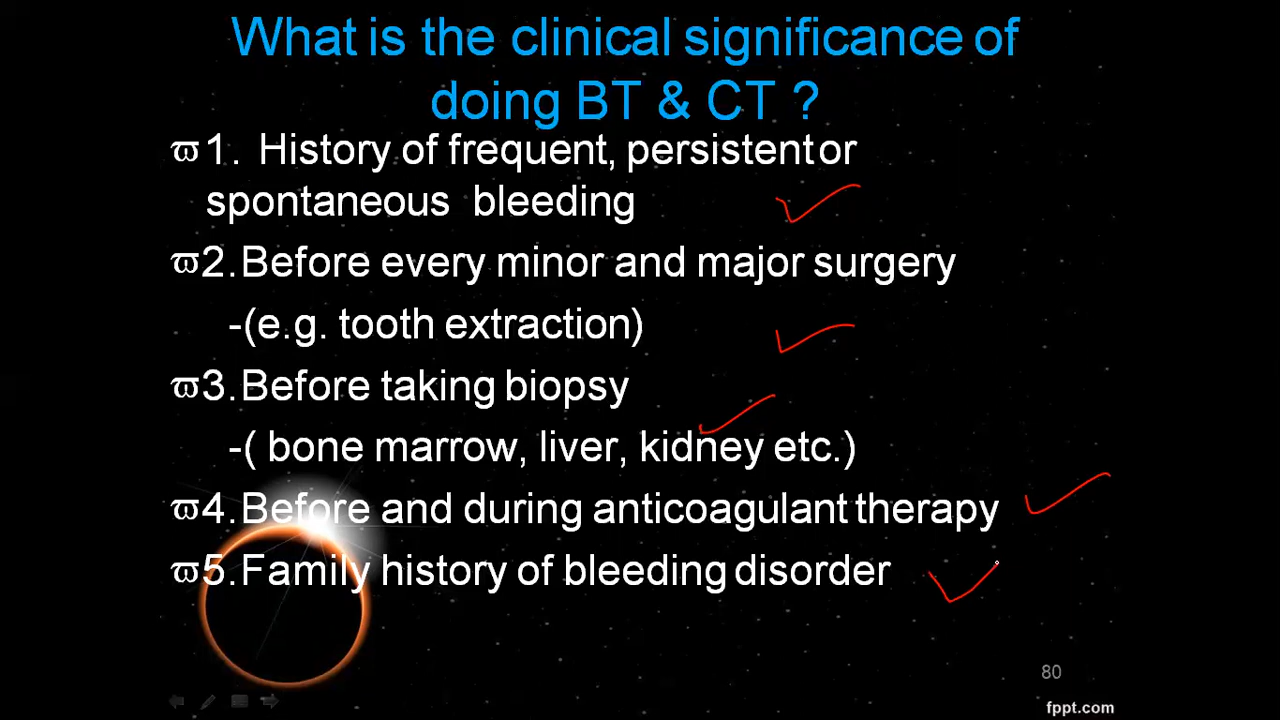 What is the clinical significance of
doing BT & CT ?
ϖ1. History of frequent, persistent or
spontaneous bleeding
ϖ2.Before every minor and major surgery
-(e.g. tooth extraction)
ϖ3.Before taking biopsy
-( bone marrow, liver, kidney etc.)
ϖ4.Before and during anticoagulant therapy
ϖ5.Family history of bleeding disorder
80
fppt.com